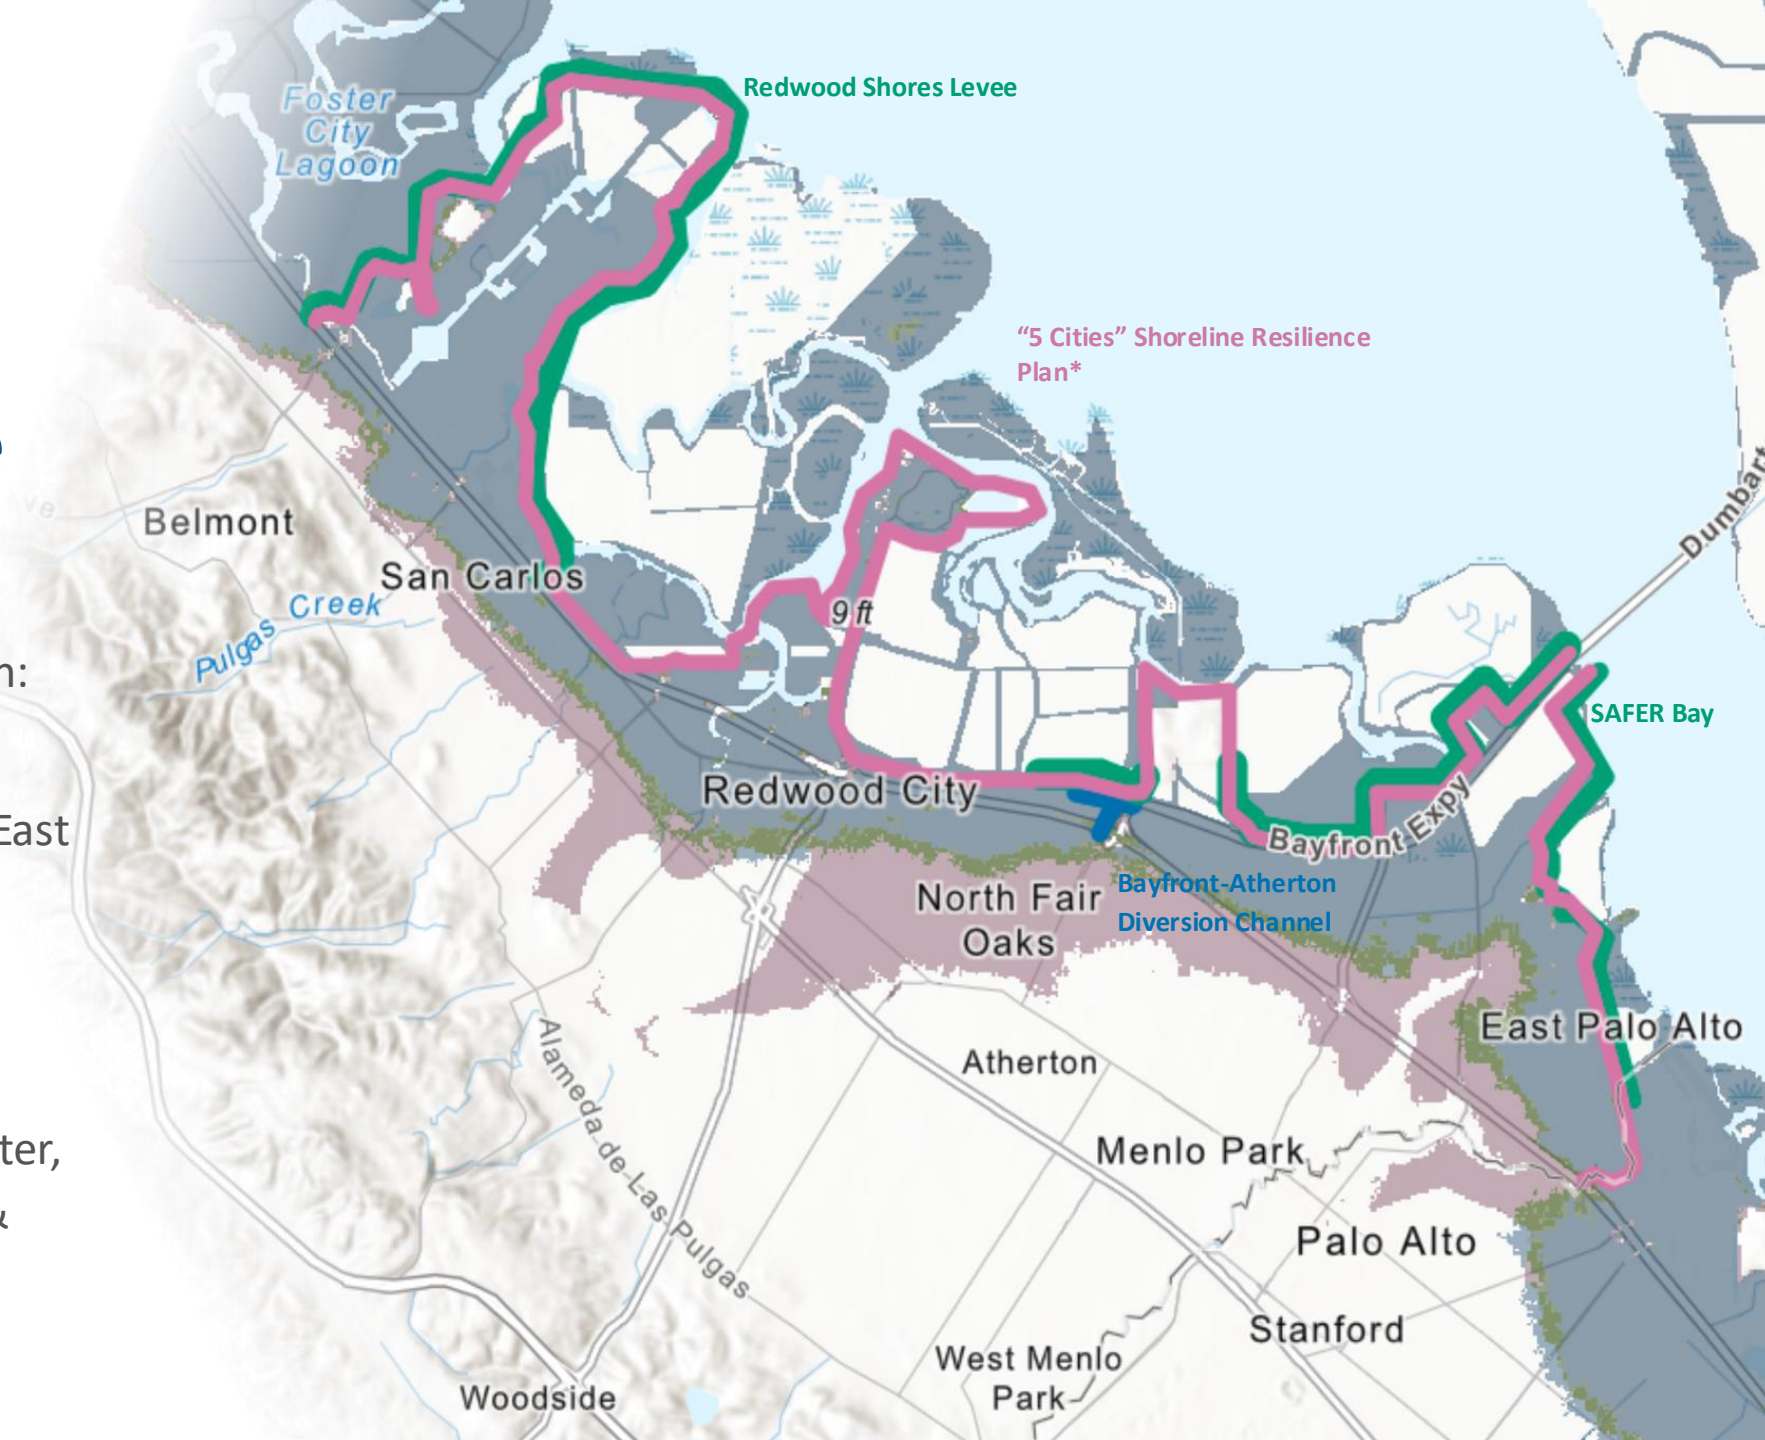 Redwood Shores Levee
Foster
City
Lagoon
“5 Cities” Shoreline Resilience
Plan*
Dumbart
Belmont
San Carlos
Pulgas Creek
9 ft
n:
SAFER Bay
Redwood City
East
Bayfront Expy
North Fair
Oaks
Bayfront-Atherton
Diversion Channel
East Palo Alto
Atherton
Alameda de Las Pulgas
Menlo Park
ter,
&
Palo Alto
Stanford
West Menlo
Park
Woodside